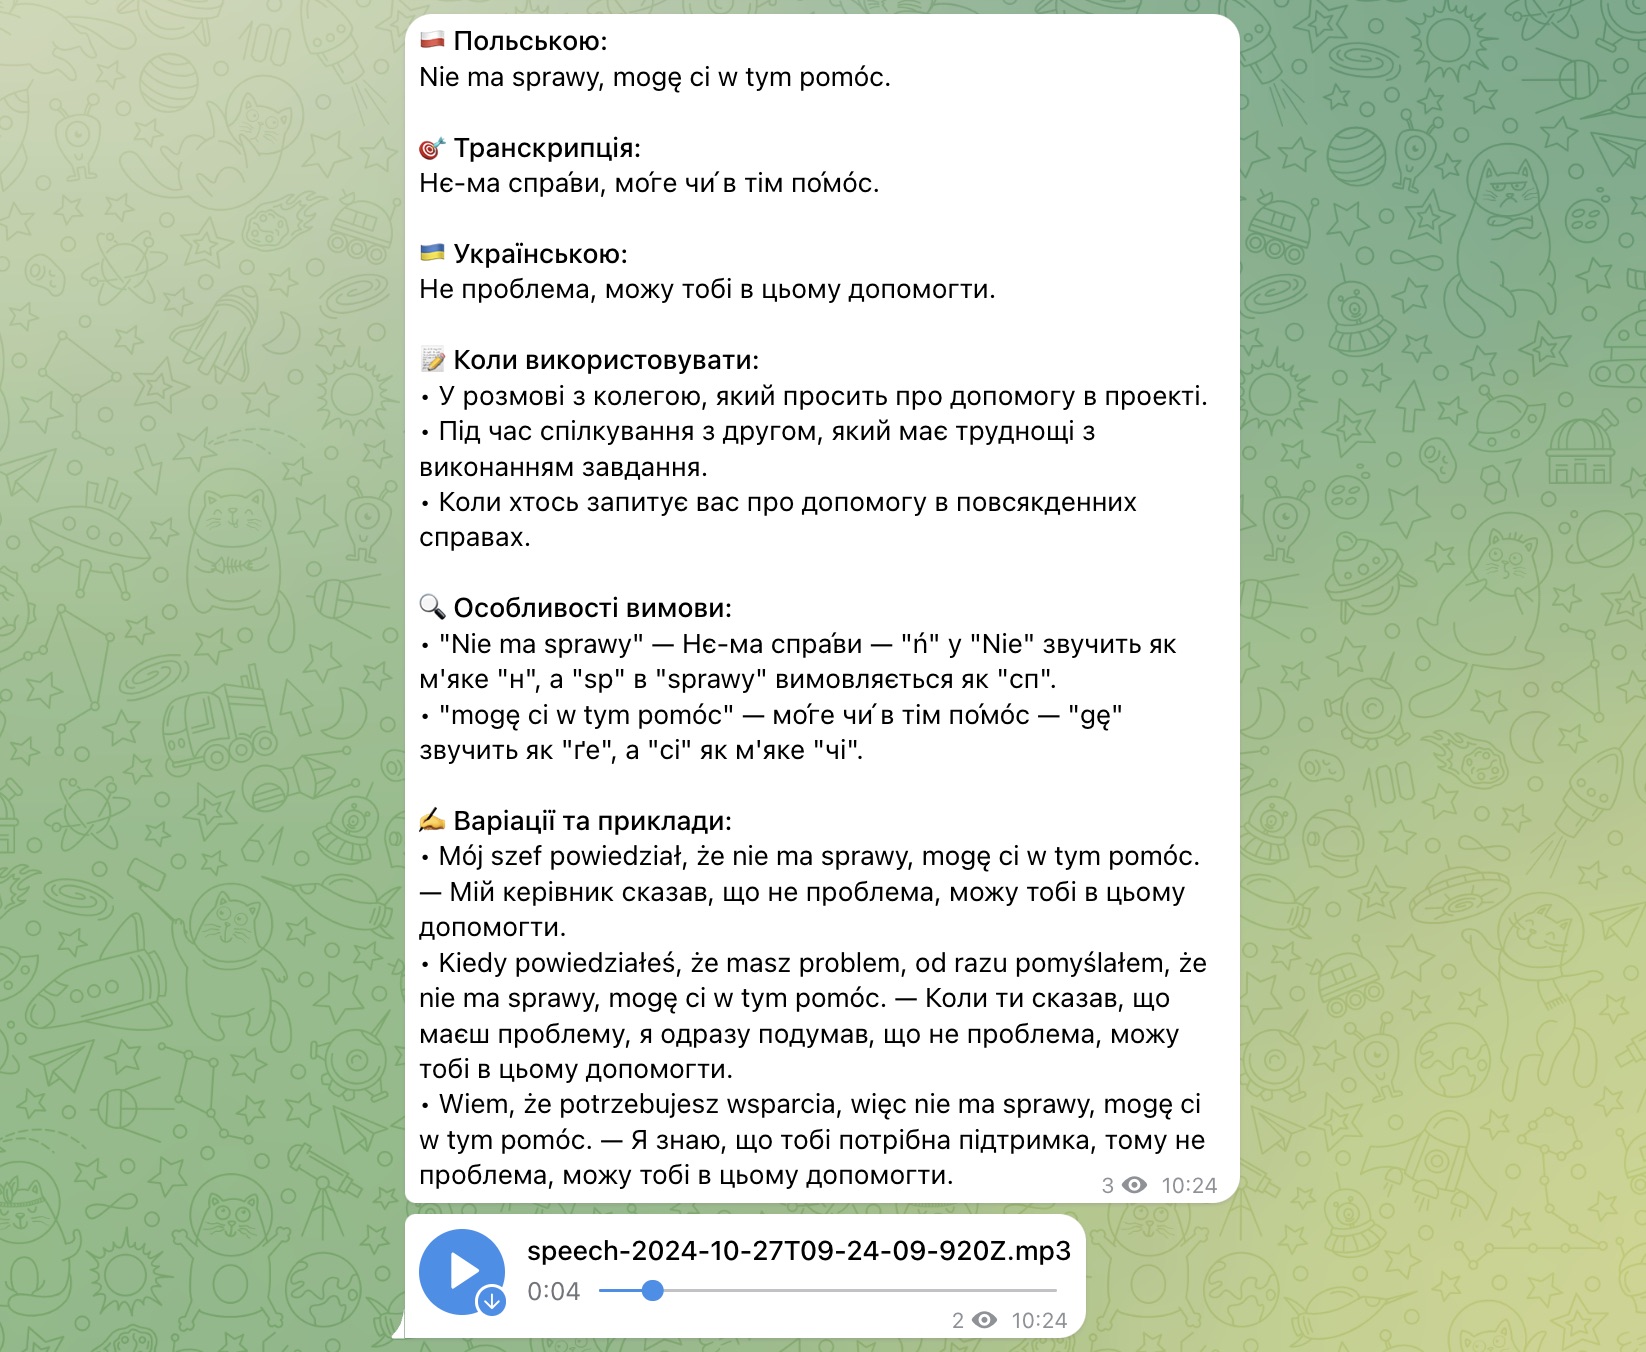 🇵🇱 Польською:
Nie ma sprawy, mogę ci w tym pomóc.
🎯 Транскрипція:
Нє-ма спра́ви, мо́ґе чи́ в тім по́мóс.
🇺🇦 Українською:
Не проблема, можу тобі в цьому допомогти.
📝 Коли використовувати:
• У розмові з колегою, який просить про допомогу в проекті.
• Під час спілкування з другом, який має труднощі з
виконанням завдання.
• Коли хтось запитує вас про допомогу в повсякденних
справах.
🔍 Особливості вимови:
• "Nie ma sprawy" — Нє-ма спра́ви — "ń" у "Nie" звучить як
м'яке "н", а "sp" в "sprawy" вимовляється як "сп".
• "mogę ci w tym pomóc" — мо́ґе чи́ в тім по́мóс — "gę"
звучить як "ґе", а "сі" як м'яке "чі".
✍️ Варіації та приклади:
• Mój szef powiedział, że nie ma sprawy, mogę ci w tym pomóc.
— Мій керівник сказав, що не проблема, можу тобі в цьому
допомогти.
• Kiedy powiedziałeś, że masz problem, od razu pomyślałem, że
nie ma sprawy, mogę ci w tym pomóc. — Коли ти сказав, що
маєш проблему, я одразу подумав, що не проблема, можу
тобі в цьому допомогти.
• Wiem, że potrzebujesz wsparcia, więc nie ma sprawy, mogę ci
w tym pomóc. — Я знаю, що тобі потрібна підтримка, тому не
проблема, можу тобі в цьому допомогти.
3 10:24
speech-2024-10-27T09-24-09-920Z.mp3
0:04
2 10:24